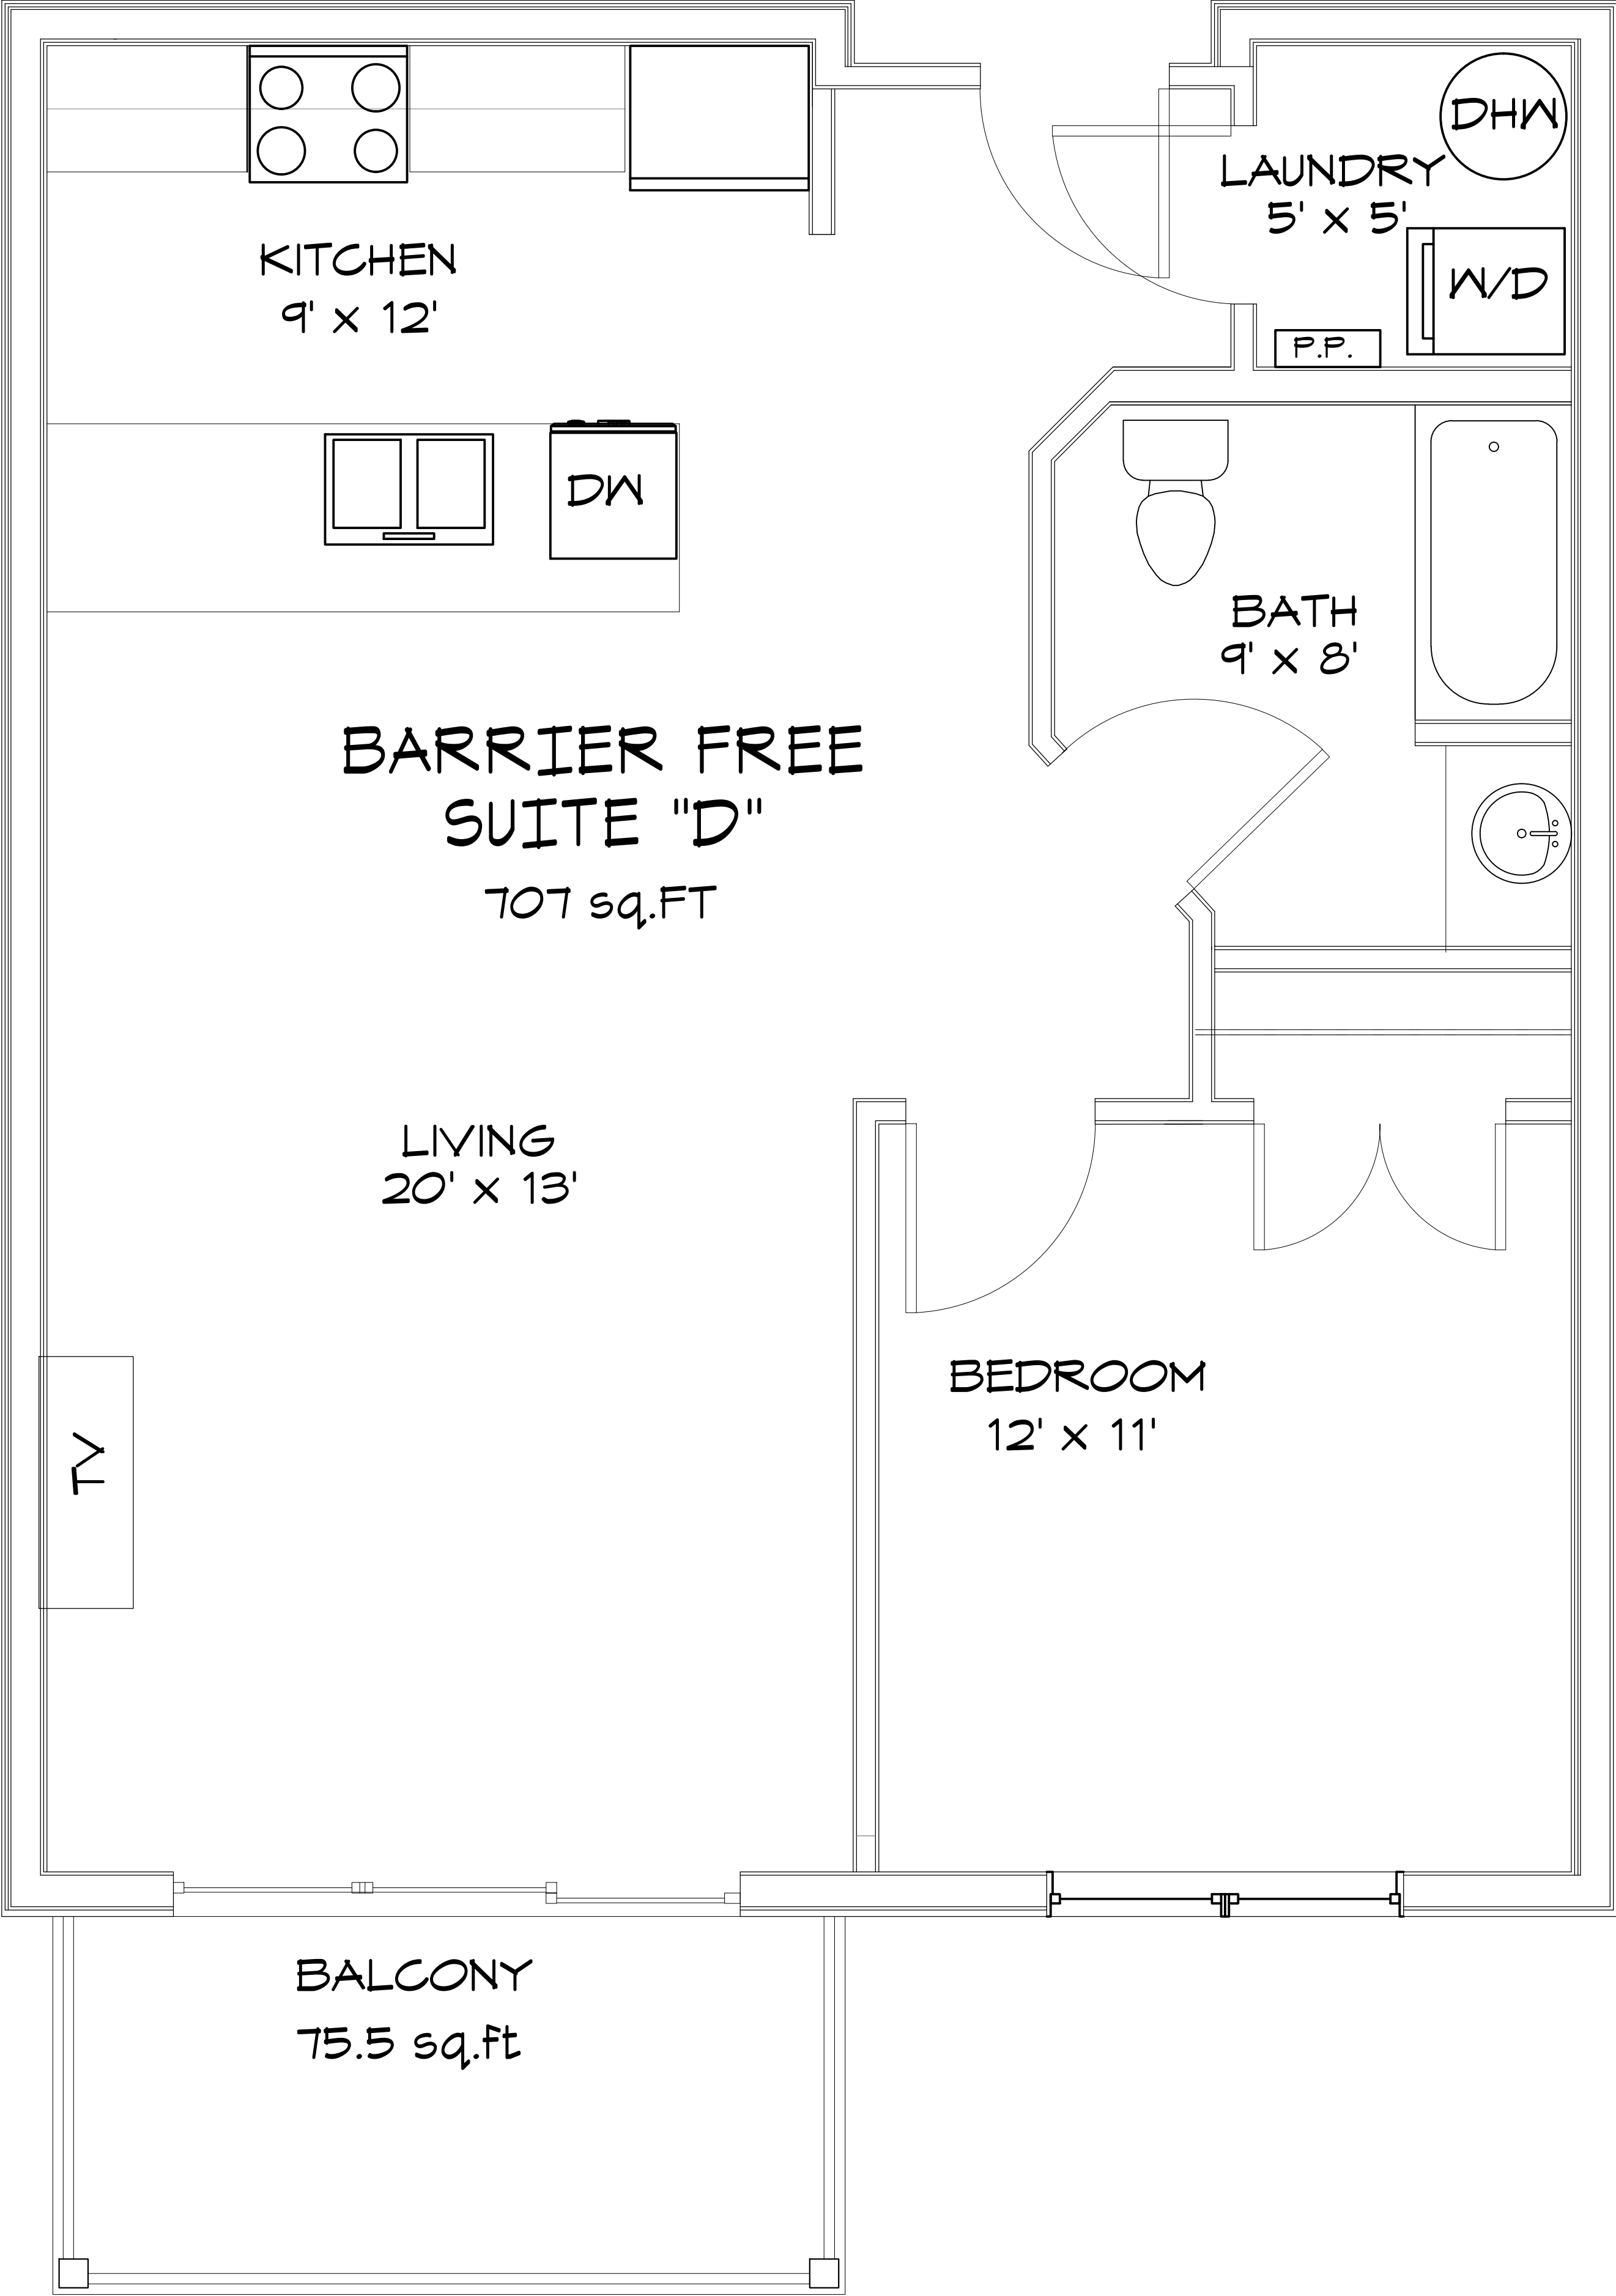 DHW
LAUNDRY
5' x 5'
W/D
P.P.
KITCHEN
9' x 12'
DW
BATH
9' x 8'
BARRIER FREE
SUITE "D"
707 sq.FT
LIVING
20' x 13'
BEDROOM
12' x 11'
TV
BALCONY
75.5 sq.ft